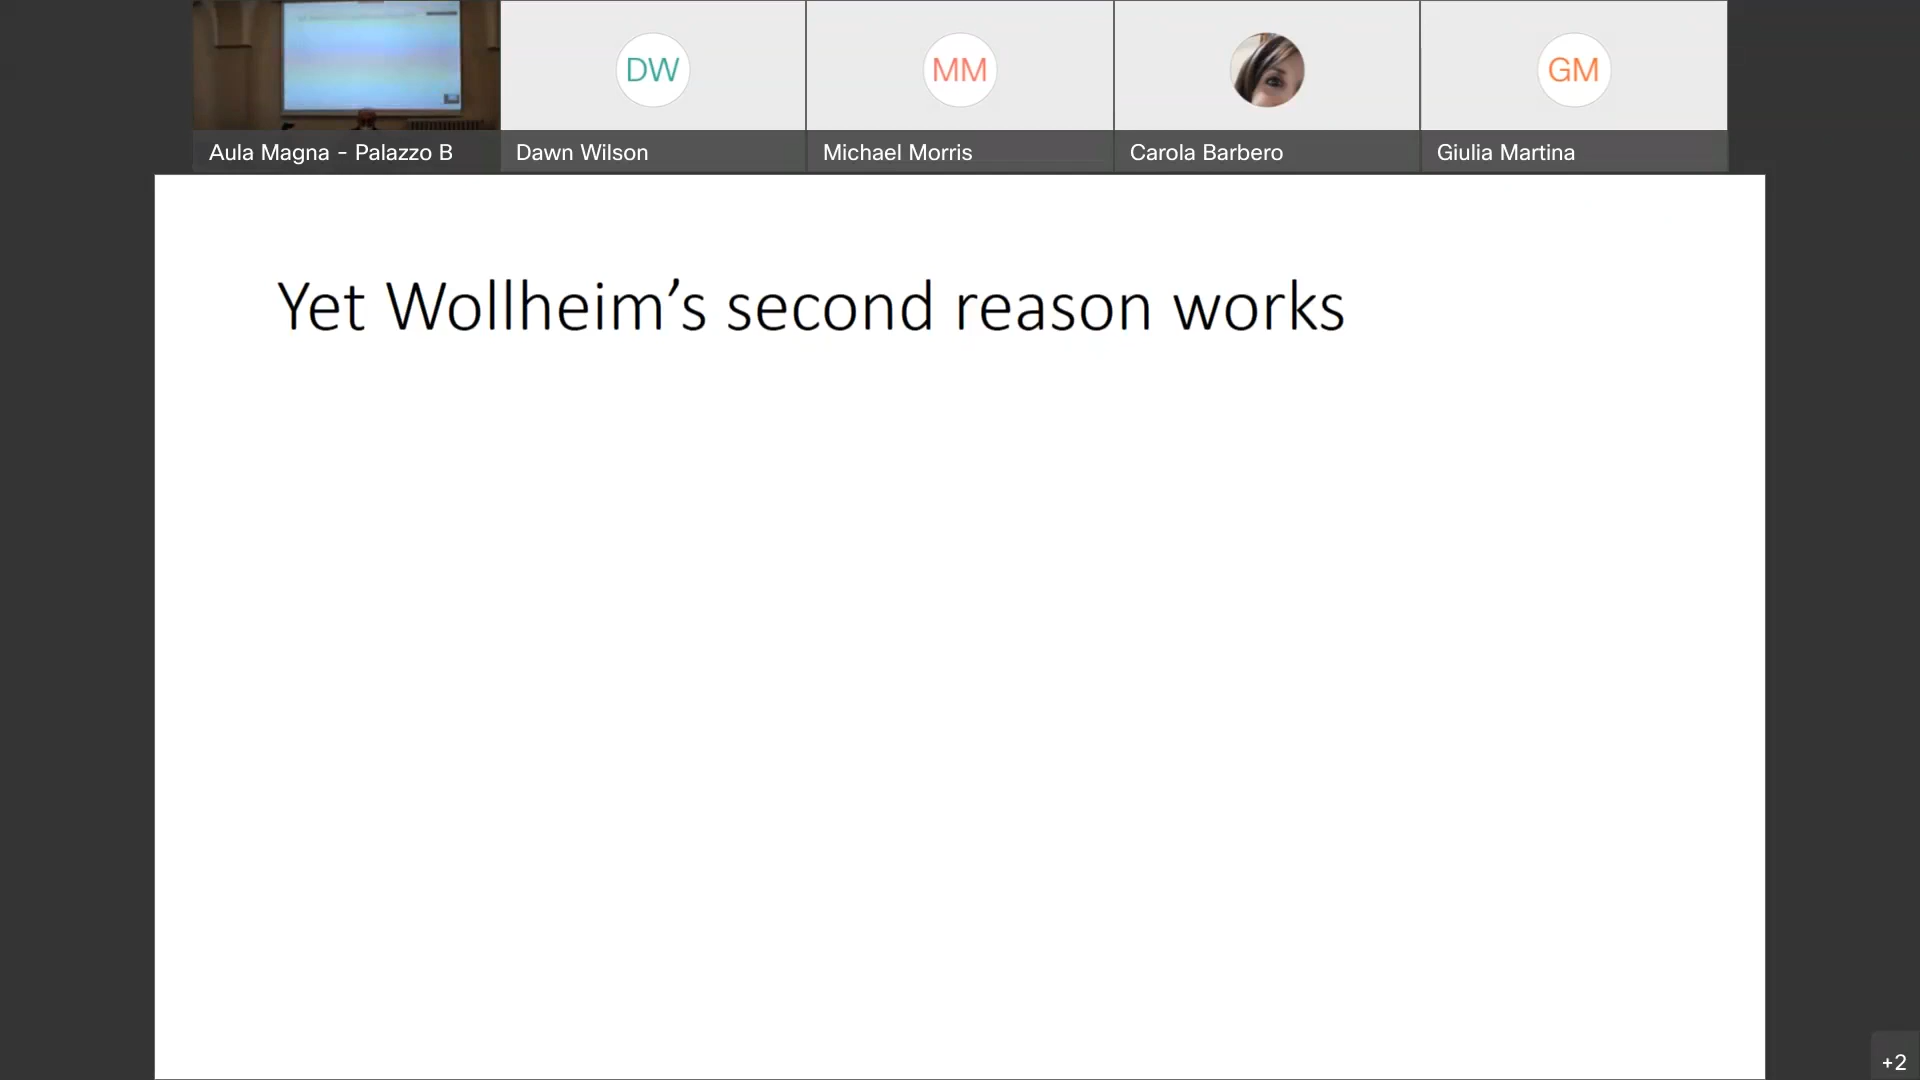 DW
MM
GM
Aula Magna - Palazzo B
Dawn Wilson
Michael Morris
Carola Barbero
Giulia Martina
Yet Wollheim’s second reason works
+2